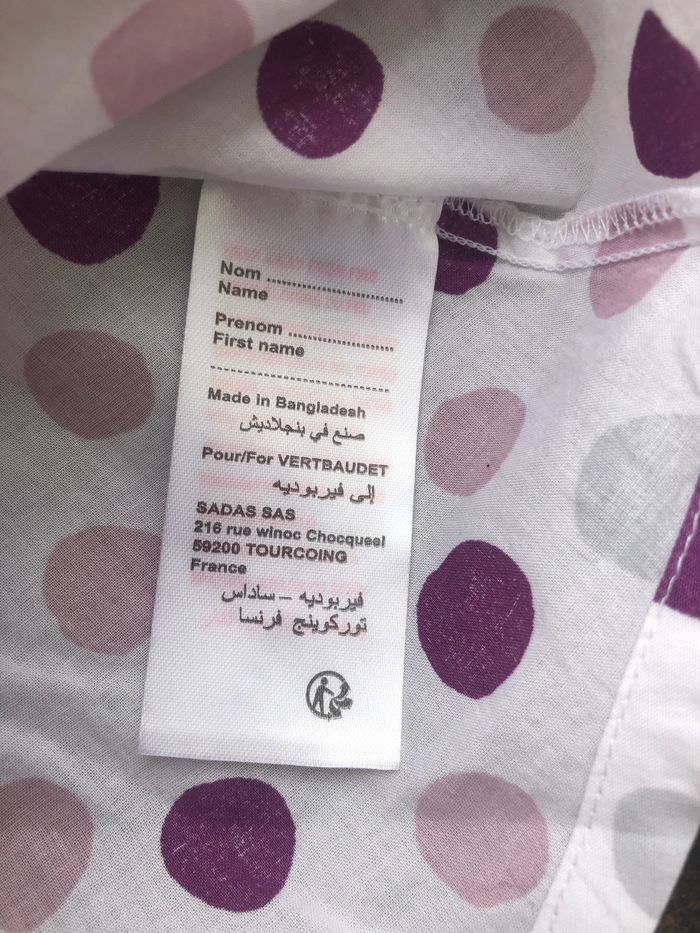 Nom ..............................
Name
Prenom .......................
First name
--------------------------------
Made in Bangladesh
صنع في بنجلاديش
Pour/For VERTBAUDET
إلى فيربوديه
SADAS SAS
216 rue winoc Chocqueel
59200 TOURCOING
France
فيربوديه – ساداس
توركوينج فرنسا